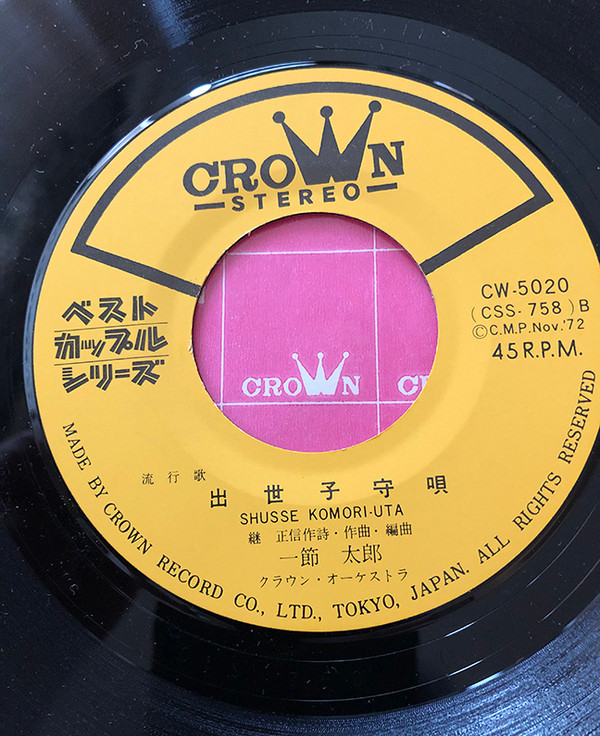 CROWN
STEREO
ベスト
カップル
シリーズ
CW-5020
(CSS-758) B
©C.M.P. Nov.'72
45 R.P.M.
CROWN
CR
流行歌
出世子守唄
SHUSSE KOMORI-UTA
継 正信作詩・作曲・編曲
一節 太郎
クラウン・オーケストラ
MADE BY CROWN RECORD CO., LTD., TOKYO, JAPAN. ALL RIGHTS RESERVED